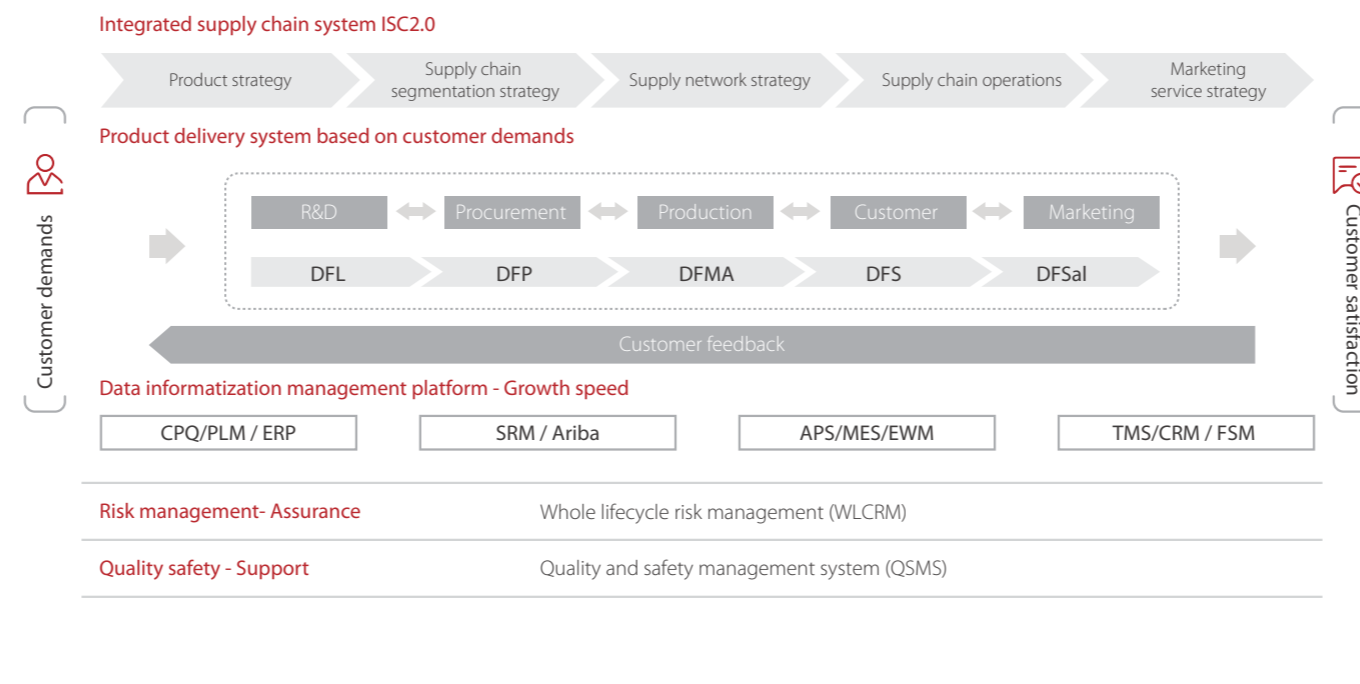 Integrated supply chain system ISC2.0
Product strategy
Supply chain
segmentation strategy
Supply network strategy
Supply chain operations
Marketing
service strategy
Customer demands
Product delivery system based on customer demands
R&D
Procurement
Production
Customer
Marketing
DFL
DFP
DFMA
DFS
DFSal
Customer feedback
Customer satisfaction
Data informatization management platform - Growth speed
CPQ/PLM / ERP
SRM / Ariba
APS/MES/EWM
TMS/CRM / FSM
Risk management- Assurance
Whole lifecycle risk management (WLCRM)
Quality safety - Support
Quality and safety management system (QSMS)